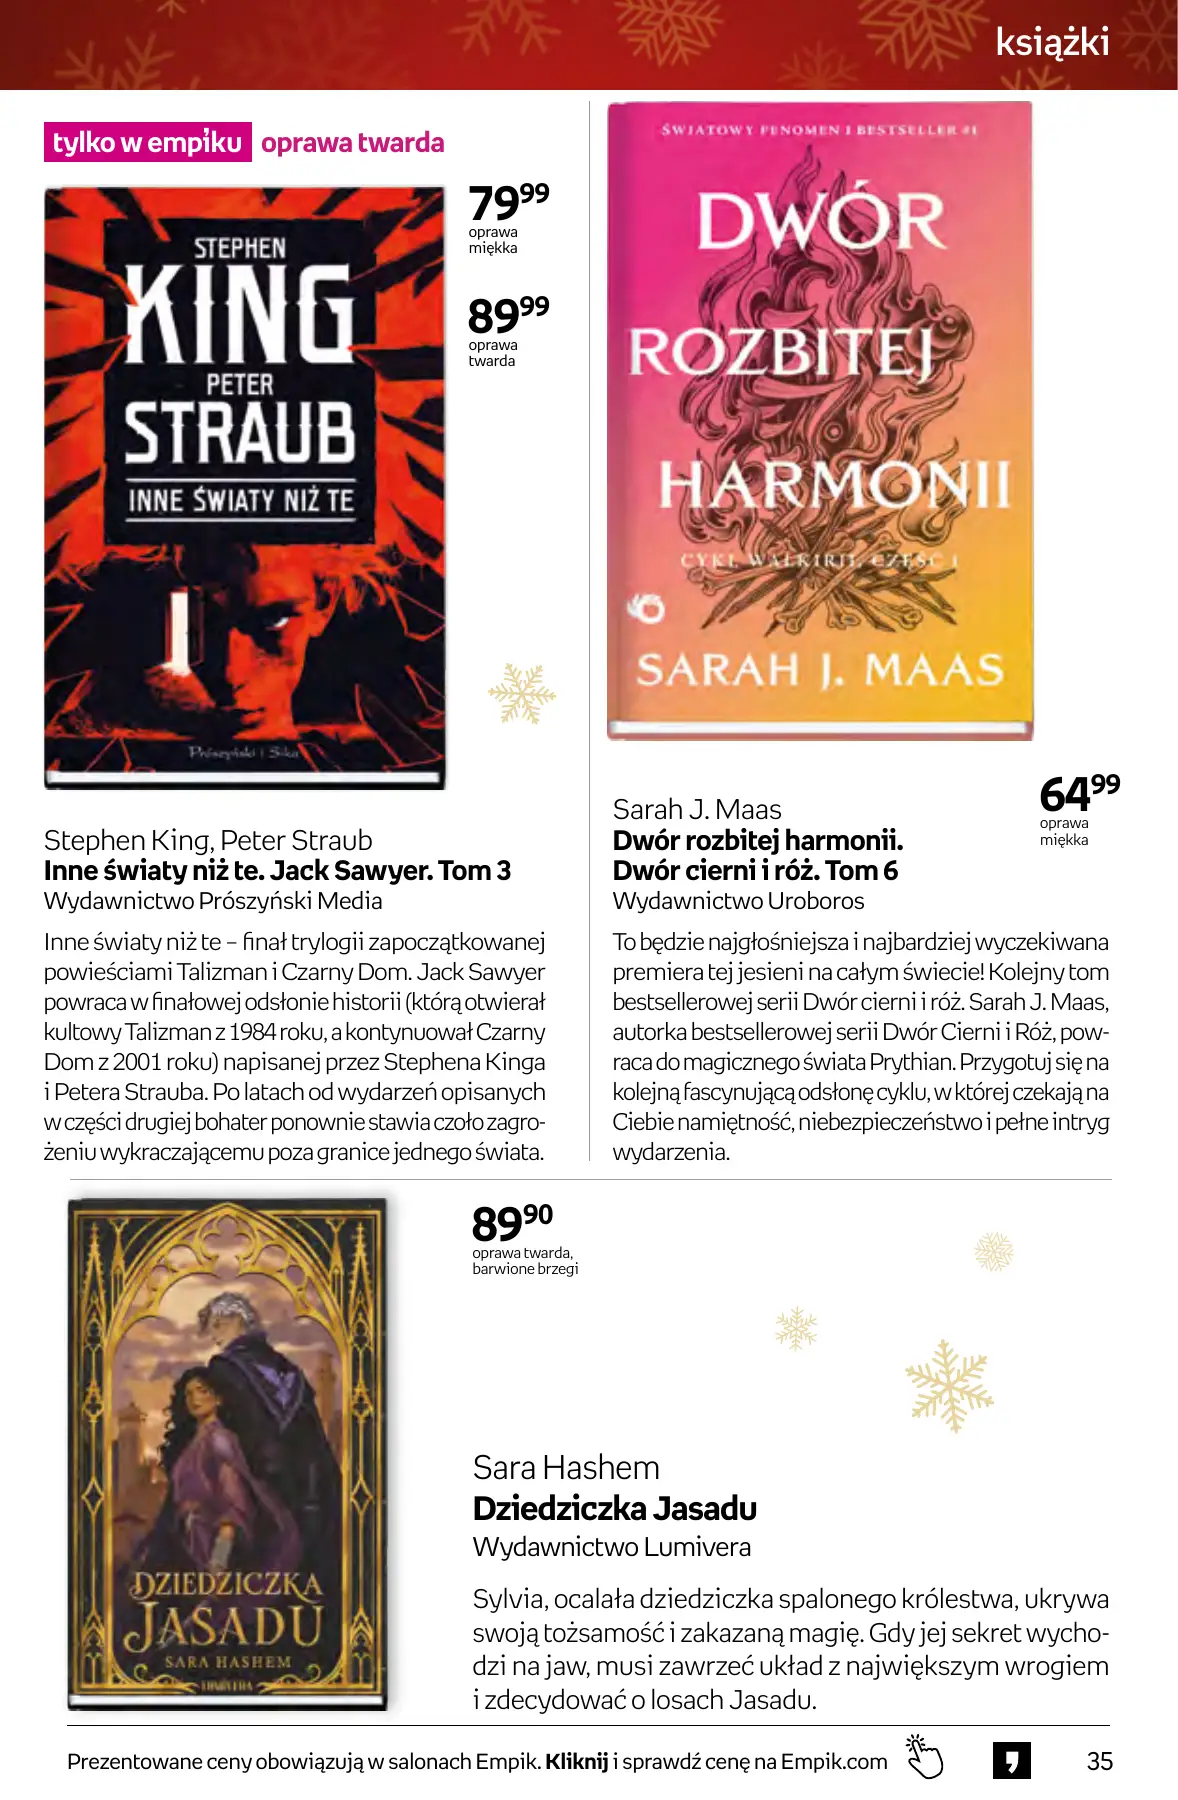 książki
tylko w empiku oprawa twarda
STEPHEN
KING
PETER
STRAUB
INNE ŚWIATY NIŻ TE
Prószyński i S-ka
79⁹⁹
oprawa
miękka
89⁹⁹
oprawa
twarda
Stephen King, Peter Straub
Inne światy niż te. Jack Sawyer. Tom 3
Wydawnictwo Prószyński Media
Inne światy niż te – finał trylogii zapoczątkowanej
powieściami Talizman i Czarny Dom. Jack Sawyer
powraca w finałowej odsłonie historii (którą otwierał
kultowy Talizman z 1984 roku, a kontynuował Czarny
Dom z 2001 roku) napisanej przez Stephena Kinga
i Petera Strauba. Po latach od wydarzeń opisanych
w części drugiej bohater ponownie stawia czoło zagro-
żeniu wykraczającemu poza granice jednego świata.
ŚWIATOWY FENOMEN I BESTSELLER #1
DWÓR
ROZBITEJ
HARMONII
CYKL WALKIRII, CZĘŚĆ I
SARAH J. MAAS
64⁹⁹
oprawa
miękka
Sarah J. Maas
Dwór rozbitej harmonii.
Dwór cierni i róż. Tom 6
Wydawnictwo Uroboros
To będzie najgłośniejsza i najbardziej wyczekiwana
premiera tej jesieni na całym świecie! Kolejny tom
bestsellerowej serii Dwór cierni i róż. Sarah J. Maas,
autorka bestsellerowej serii Dwór Cierni i Róż, pow-
raca do magicznego świata Prythian. Przygotuj się na
kolejną fascynującą odsłonę cyklu, w której czekają na
Ciebie namiętność, niebezpieczeństwo i pełne intryg
wydarzenia.
DZIEDZICZKA
JASADU
SARA HASHEM
LUMIVERA
89⁹⁰
oprawa twarda,
barwione brzegi
Sara Hashem
Dziedziczka Jasadu
Wydawnictwo Lumivera
Sylvia, ocalała dziedziczka spalonego królestwa, ukrywa
swoją tożsamość i zakazaną magię. Gdy jej sekret wycho-
dzi na jaw, musi zawrzeć układ z największym wrogiem
i zdecydować o losach Jasadu.
Prezentowane ceny obowiązują w salonach Empik. Kliknij i sprawdź cenę na Empik.com
35